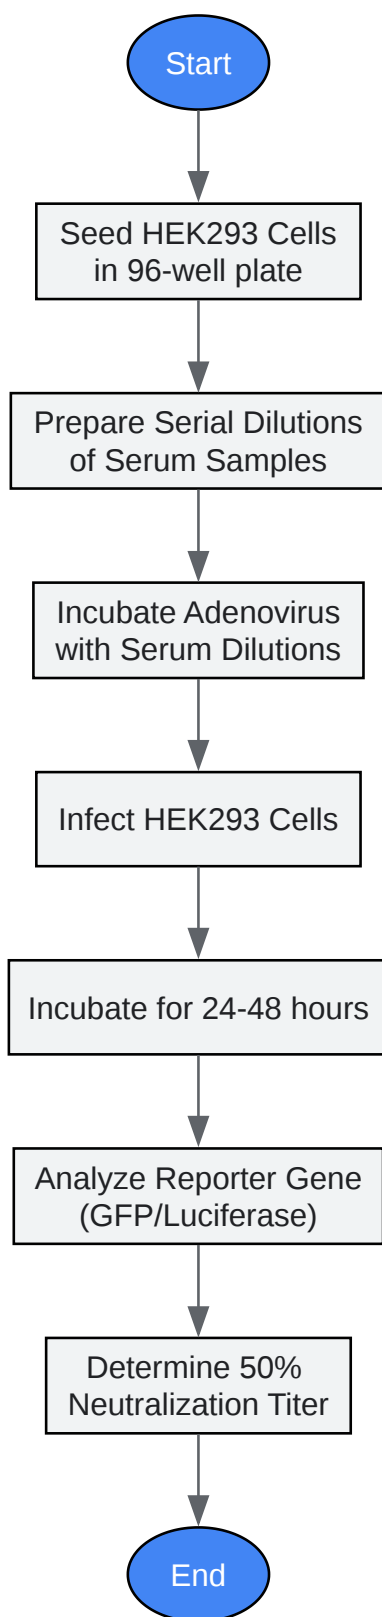 Start
Seed HEK293 Cells
in 96-well plate
Prepare Serial Dilutions
of Serum Samples
Incubate Adenovirus
with Serum Dilutions
Infect HEK293 Cells
Incubate for 24-48 hours
Analyze Reporter Gene
(GFP/Luciferase)
Determine 50%
Neutralization Titer
End